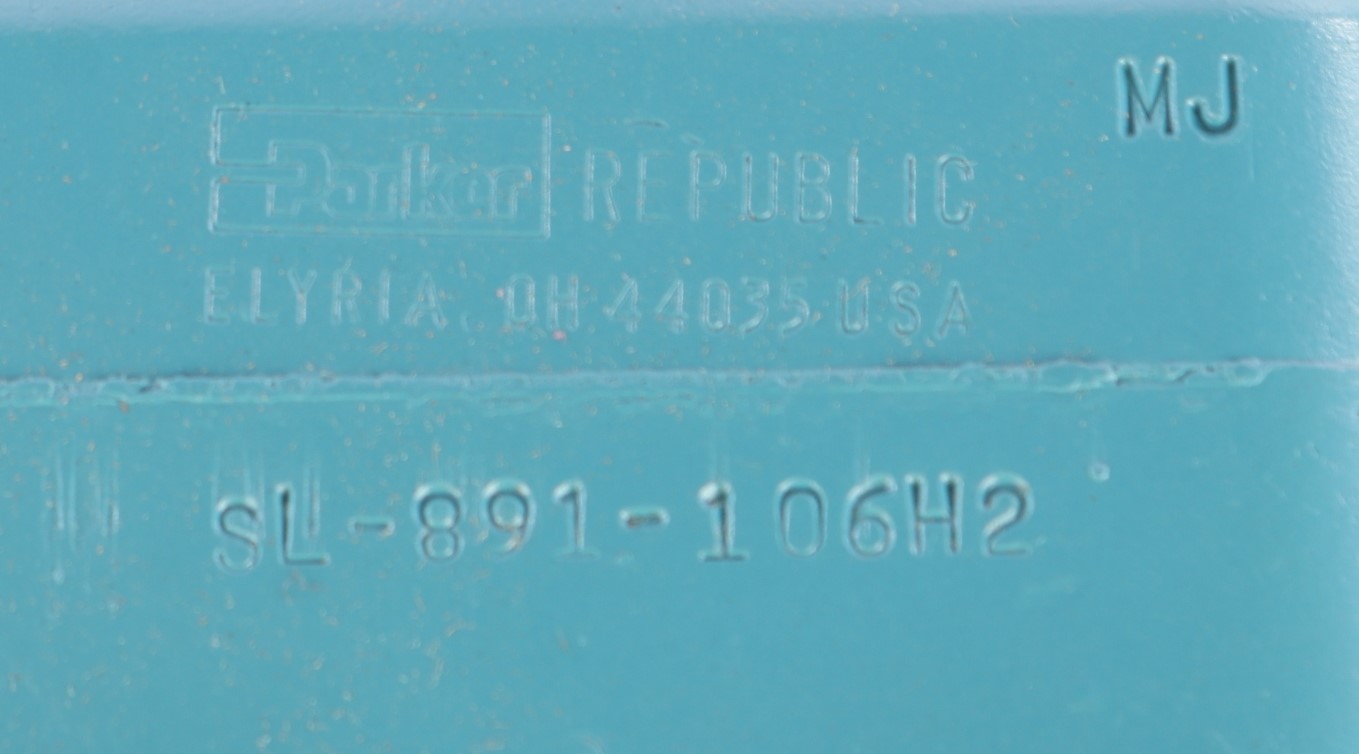 MJ
Parker REPUBLIC
ELYRIA OH 44035 USA
SL-891-106H2